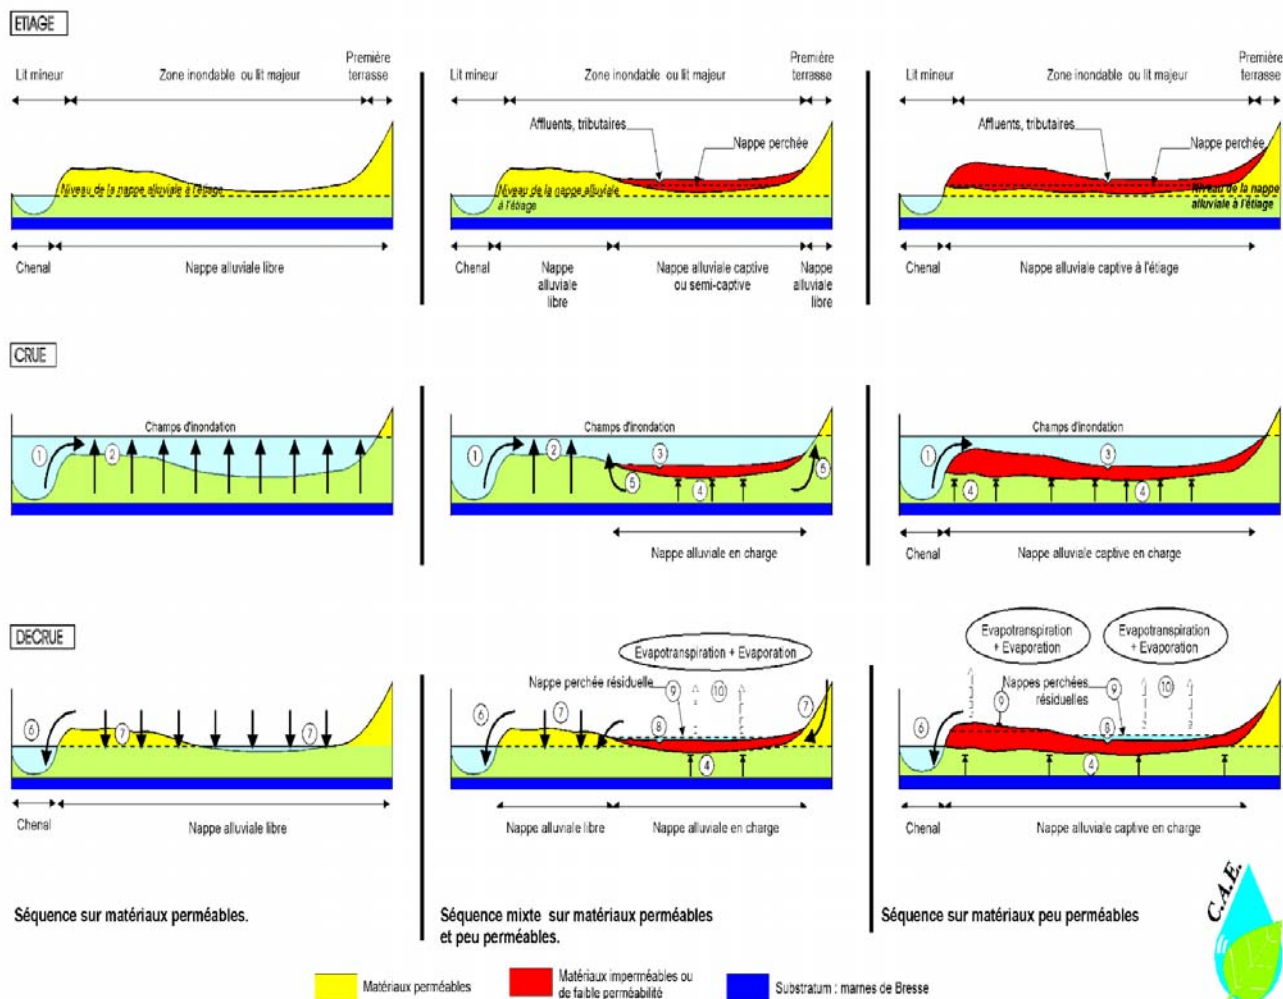 ETIAGE
Lit mineur
Zone inondable ou lit majeur
Première
terrasse
Niveau de la nappe alluviale à l'étiage
Chenal
Nappe alluviale libre
Lit mineur
Zone inondable ou lit majeur
Première
terrasse
Affluents, tributaires
Nappe perchée
Niveau de la nappe alluviale
à l'étiage
Chenal
Nappe
alluviale
libre
Nappe alluviale captive
ou semi-captive
Nappe
alluviale
libre
Lit mineur
Zone inondable ou lit majeur
Première
terrasse
Affluents, tributaires
Nappe perchée
Niveau de la nappe
alluviale à l'étiage
Chenal
Nappe alluviale captive à l'étiage
CRUE
Champs d'inondation
1
2
Champs d'inondation
1
2
3
5
4
5
Nappe alluviale en charge
Champs d'inondation
1
3
4
4
Chenal
Nappe alluviale captive en charge
DECRUE
6
7
7
Chenal
Nappe alluviale libre
Evapotranspiration + Evaporation
Nappe perchée résiduelle
9
10
6
7
8
7
4
Nappe alluviale libre
Nappe alluviale en charge
Evapotranspiration
+ Evaporation
Evapotranspiration
+ Evaporation
Nappes perchées
résiduelles
9
9
10
6
8
4
Chenal
Nappe alluviale captive en charge
Séquence sur matériaux perméables.
Séquence mixte sur matériaux perméables
et peu perméables.
Séquence sur matériaux peu perméables
C.A.E.
Matériaux perméables
Matériaux imperméables ou
de faible perméabilité
Substratum : marnes de Bresse